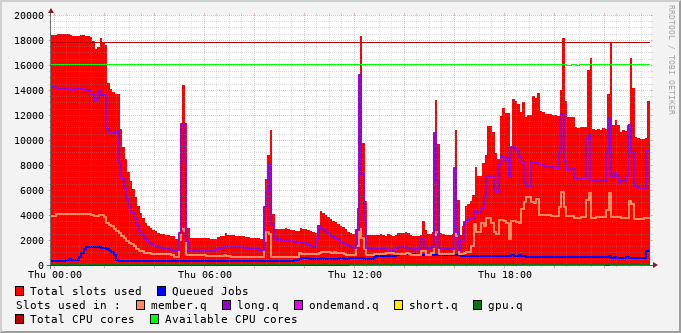 20000
18000
16000
14000
12000
10000
8000
6000
4000
2000
0
Thu 00:00 Thu 06:00 Thu 12:00 Thu 18:00
RRDTOOL / TOBI OETIKER
Total slots used Queued Jobs
Slots used in : member.q long.q ondemand.q short.q gpu.q
Total CPU cores Available CPU cores